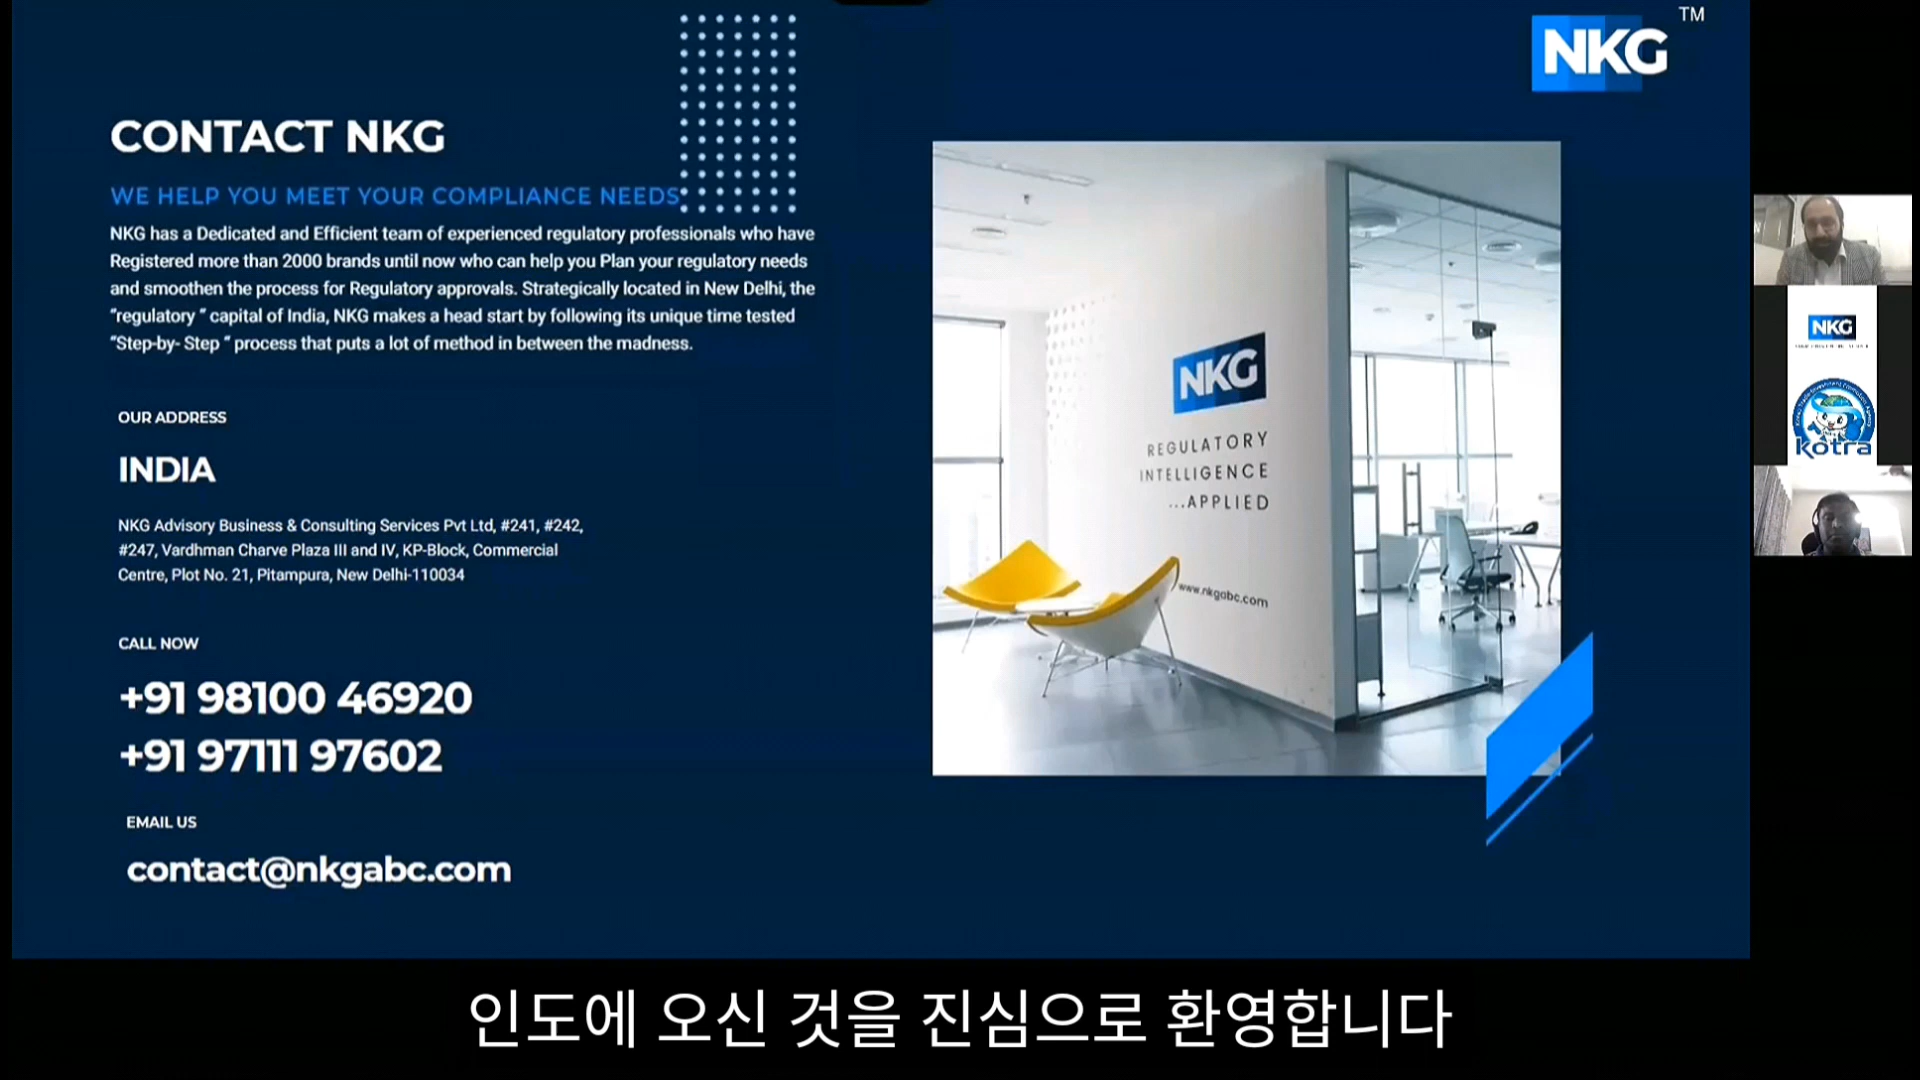 TM
NKG
CONTACT NKG
WE HELP YOU MEET YOUR COMPLIANCE NEEDS
NKG has a Dedicated and Efficient team of experienced regulatory professionals who have
Registered more than 2000 brands until now who can help you Plan your regulatory needs
and smoothen the process for Regulatory approvals. Strategically located in New Delhi, the
"regulatory " capital of India, NKG makes a head start by following its unique time tested
"Step-by- Step " process that puts a lot of method in between the madness.
OUR ADDRESS
INDIA
NKG Advisory Business & Consulting Services Pvt Ltd, #241, #242,
#247, Vardhman Charve Plaza III and IV, KP-Block, Commercial
Centre, Plot No. 21, Pitampura, New Delhi-110034
CALL NOW
+91 98100 46920
+91 97111 97602
EMAIL US
contact@nkgabc.com
NKG
REGULATORY
INTELLIGENCE
...APPLIED
www.nkgabc.com
NKG
kotra
인도에 오신 것을 진심으로 환영합니다